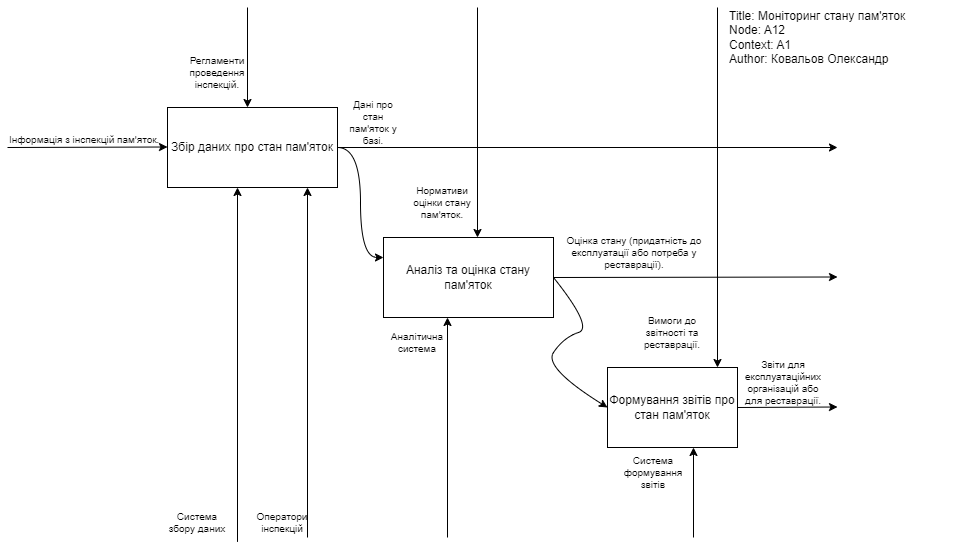 Title: Моніторинг стану пам'яток
Node: A12
Context: A1
Author: Ковальов Олександр
Регламенти
проведення
інспекцій.
Дані про
стан
пам'яток у
базі.
Інформація з інспекцій пам'яток.
Збір даних про стан пам'яток
Нормативи
оцінки стану
пам'яток.
Оцінка стану (придатність до
експлуатації або потреба у
реставрації).
Аналіз та оцінка стану
пам'яток
Аналітична
система
Вимоги до
звітності та
реставрації.
Звіти для
експлуатаційних
організацій або
для реставрації.
Формування звітів про
стан пам'яток
Система
формування
звітів
Система
збору даних
Оператори
інспекцій